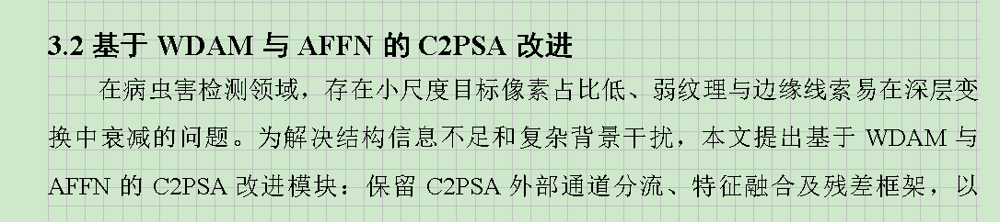 3.2 基于 WDAM 与 AFFN 的 C2PSA 改进
在病虫害检测领域，存在小尺度目标像素占比低、弱纹理与边缘线索易在深层变
换中衰减的问题。为解决结构信息不足和复杂背景干扰，本文提出基于 WDAM 与
AFFN 的 C2PSA 改进模块：保留 C2PSA 外部通道分流、特征融合及残差框架，以